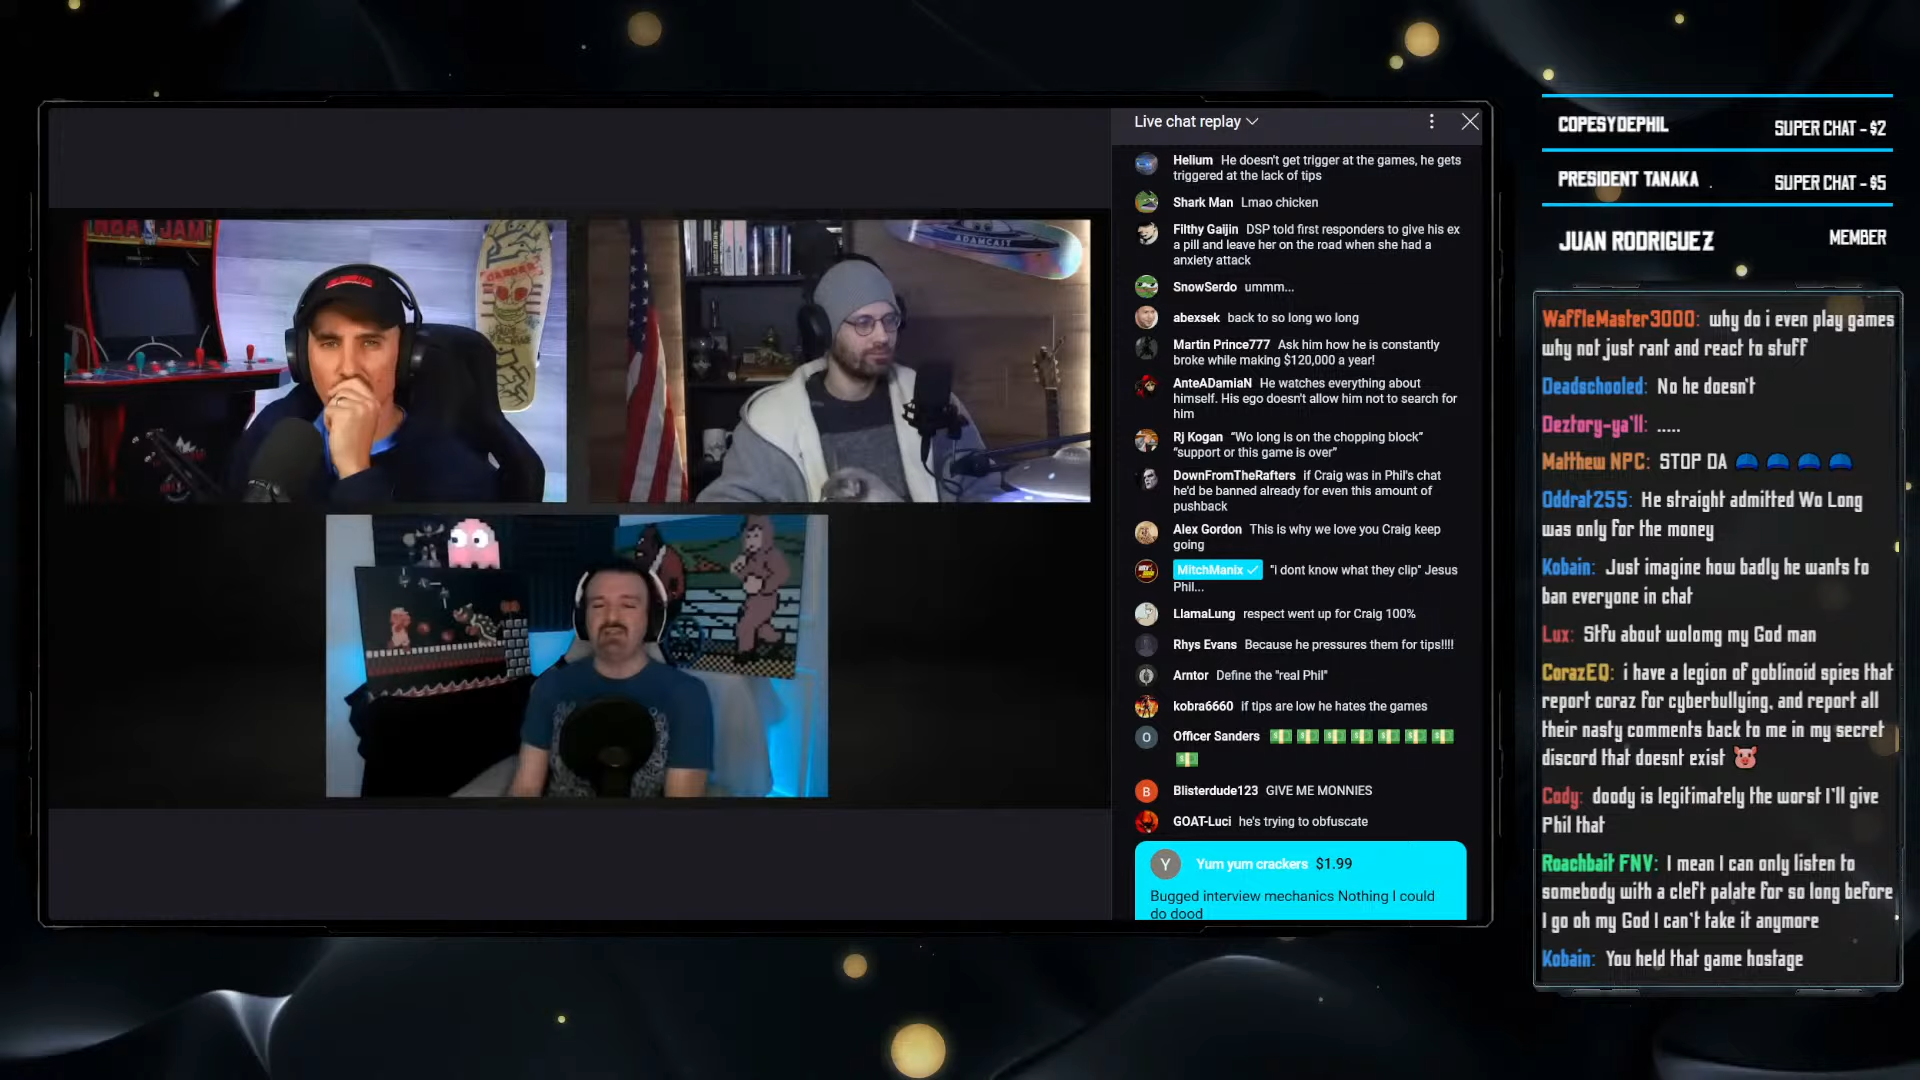 NBA JAM
ADAMCAST
Live chat replay
Helium He doesn't get trigger at the games, he gets
triggered at the lack of tips
Shark Man Lmao chicken
Filthy Gaijin DSP told first responders to give his ex
a pill and leave her on the road when she had a
anxiety attack
SnowSerdo ummm...
abexsek back to so long wo long
Martin Prince777 Ask him how he is constantly
broke while making $120,000 a year!
AnteADamiaN He watches everything about
himself. His ego doesn't allow him not to search for
him
Rj Kogan “Wo long is on the chopping block”
“support or this game is over”
DownFromTheRafters if Craig was in Phil's chat
he'd be banned already for even this amount of
pushback
Alex Gordon This is why we love you Craig keep
going
MitchManix "i dont know what they clip" Jesus
Phil...
LlamaLung respect went up for Craig 100%
Rhys Evans Because he pressures them for tips!!!!
Arntor Define the "real Phil"
kobra6660 if tips are low he hates the games
O Officer Sanders
B Blisterdude123 GIVE ME MONNIES
GOAT-Luci he's trying to obfuscate
Y Yum yum crackers $1.99
Bugged interview mechanics Nothing I could
do dood
COPESYDEPHIL SUPER CHAT - $2
PRESIDENT TANAKA SUPER CHAT - $5
JUAN RODRIGUEZ MEMBER
WaffleMaster3000: why do i even play games
why not just rant and react to stuff
Deadschooled: No he doesn't
Deztory-ya'll: .....
Matthew NPC: STOP DA 🧢 🧢 🧢 🧢
Oddrat255: He straight admitted Wo Long
was only for the money
Kobain: Just imagine how badly he wants to
ban everyone in chat
Lux: Stfu about wolomg my God man
CorazEQ: i have a legion of goblinoid spies that
report coraz for cyberbullying, and report all
their nasty comments back to me in my secret
discord that doesnt exist 🐷
Cody: doody is legitimately the worst I'll give
Phil that
Roachbait FNV: I mean I can only listen to
somebody with a cleft palate for so long before
I go oh my God I can't take it anymore
Kobain: You held that game hostage